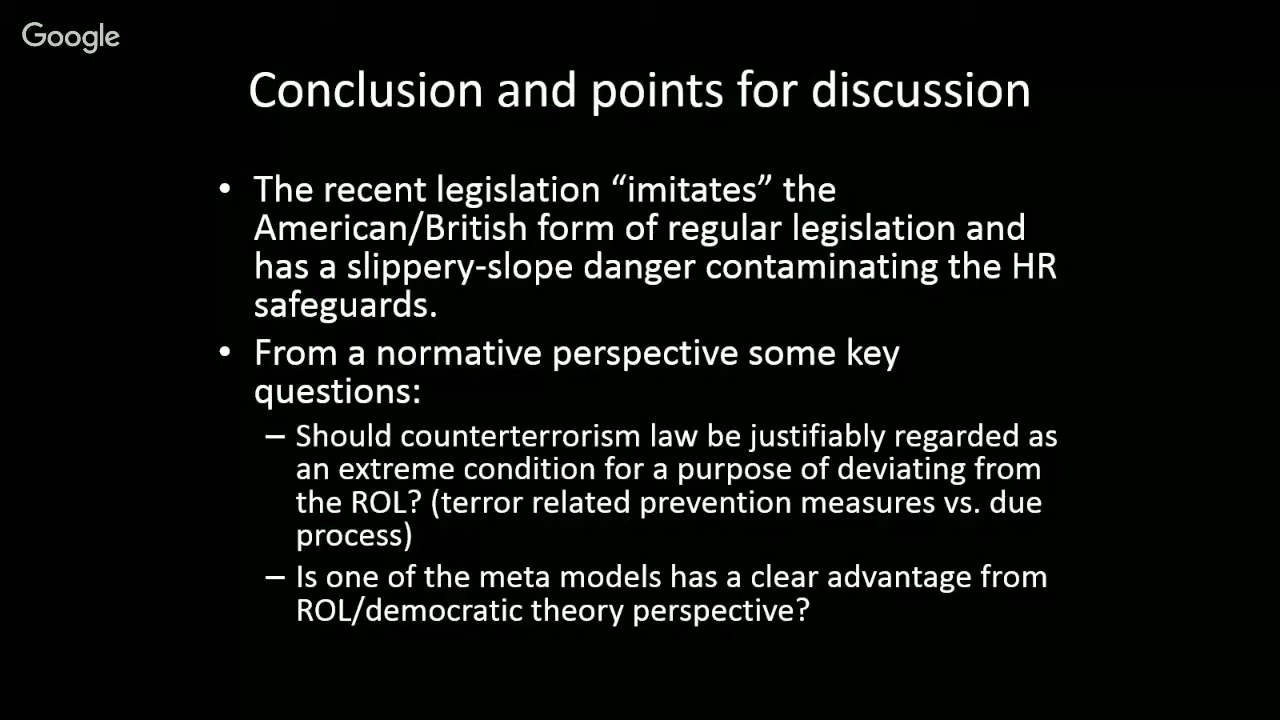 Google
Conclusion and points for discussion
• The recent legislation “imitates” the
American/British form of regular legislation and
has a slippery-slope danger contaminating the HR
safeguards.
• From a normative perspective some key
questions:
– Should counterterrorism law be justifiably regarded as
an extreme condition for a purpose of deviating from
the ROL? (terror related prevention measures vs. due
process)
– Is one of the meta models has a clear advantage from
ROL/democratic theory perspective?